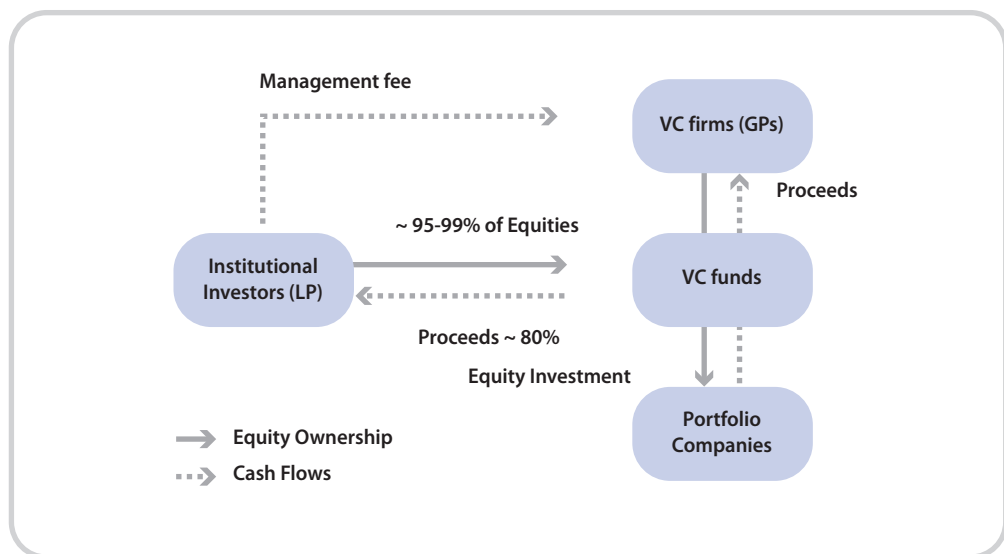 Management fee
VC firms (GPs)
Proceeds
~ 95-99% of Equities
Institutional
Investors (LP)
VC funds
Proceeds ~ 80%
Equity Investment
Portfolio
Companies
Equity Ownership
Cash Flows